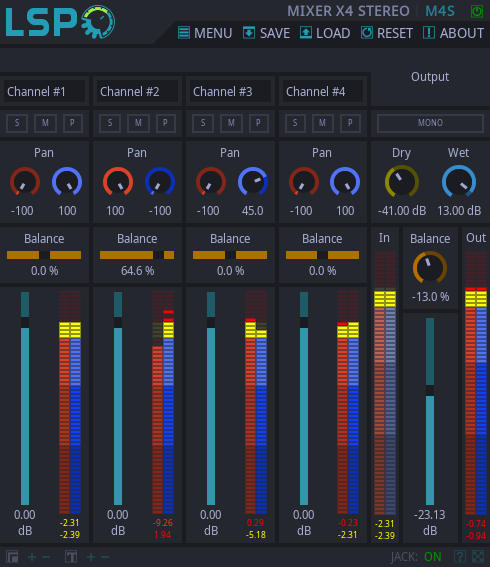 LSP
MIXER X4 STEREO M4S
MENU SAVE LOAD RESET ABOUT
Output
Channel #1 Channel #2 Channel #3 Channel #4
S M P S M P S M P S M P MONO
Pan Pan Pan Pan Dry Wet
-100 100 100 -100 -100 45.0 -100 100 -41.00 dB 13.00 dB
Balance Balance Balance Balance In Balance Out
0.0 % 64.6 % 0.0 % 0.0 %
-13.0 %
0.00 0.00 0.00 0.00 -23.13
dB dB dB dB dB
-2.31 -9.26 0.29 -0.23 -2.31 -0.74
-2.39 1.94 -5.18 -2.31 -2.39 -0.94
T JACK: ON ?